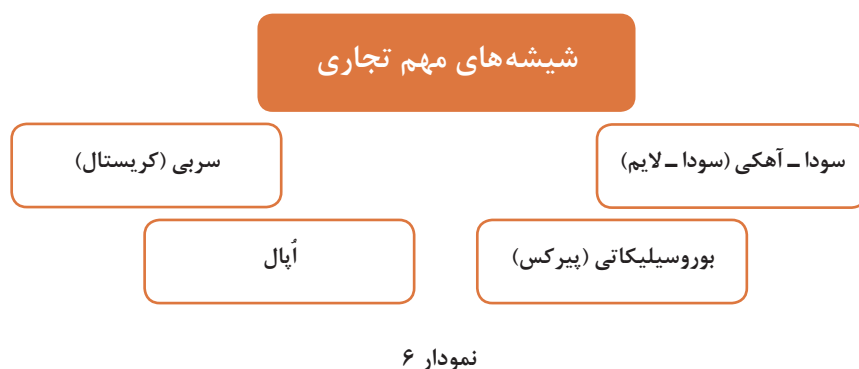 شیشه‌های مهم تجاری
سودا ـ آهکی (سودا ـ لایم)
سربی (کریستال)
بوروسیلیکاتی (پیرکس)
اُپال
نمودار ۶